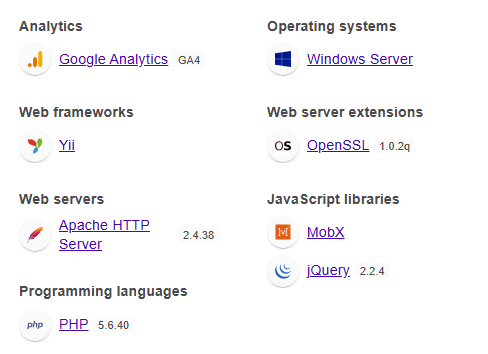 Analytics
Google Analytics GA4
Web frameworks
Yii
Web servers
Apache HTTP
Server 2.4.38
Programming languages
php PHP 5.6.40
Operating systems
Windows Server
Web server extensions
OS OpenSSL 1.0.2q
JavaScript libraries
MobX
jQuery 2.2.4